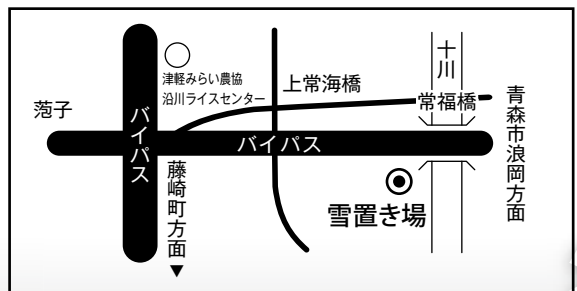 津軽みらい農協
沿川ライスセンター
上常海橋
十川
常福橋
青森市浪岡方面
莼子
バイパス
バイパス
藤崎町方面
▼
雪置き場